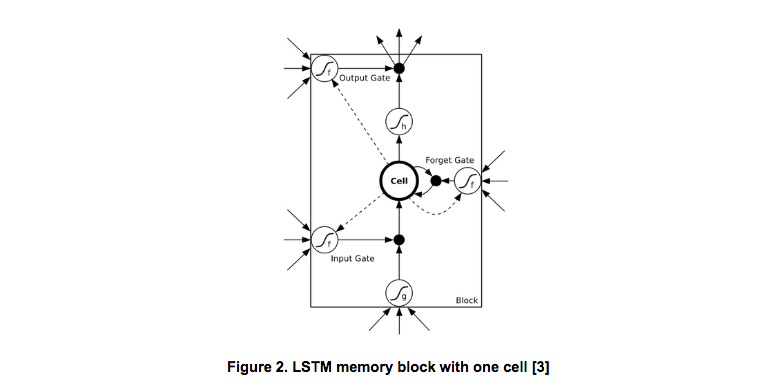 f
Output Gate
h
Forget Gate
Cell
f
f
Input Gate
g
Block
Figure 2. LSTM memory block with one cell [3]